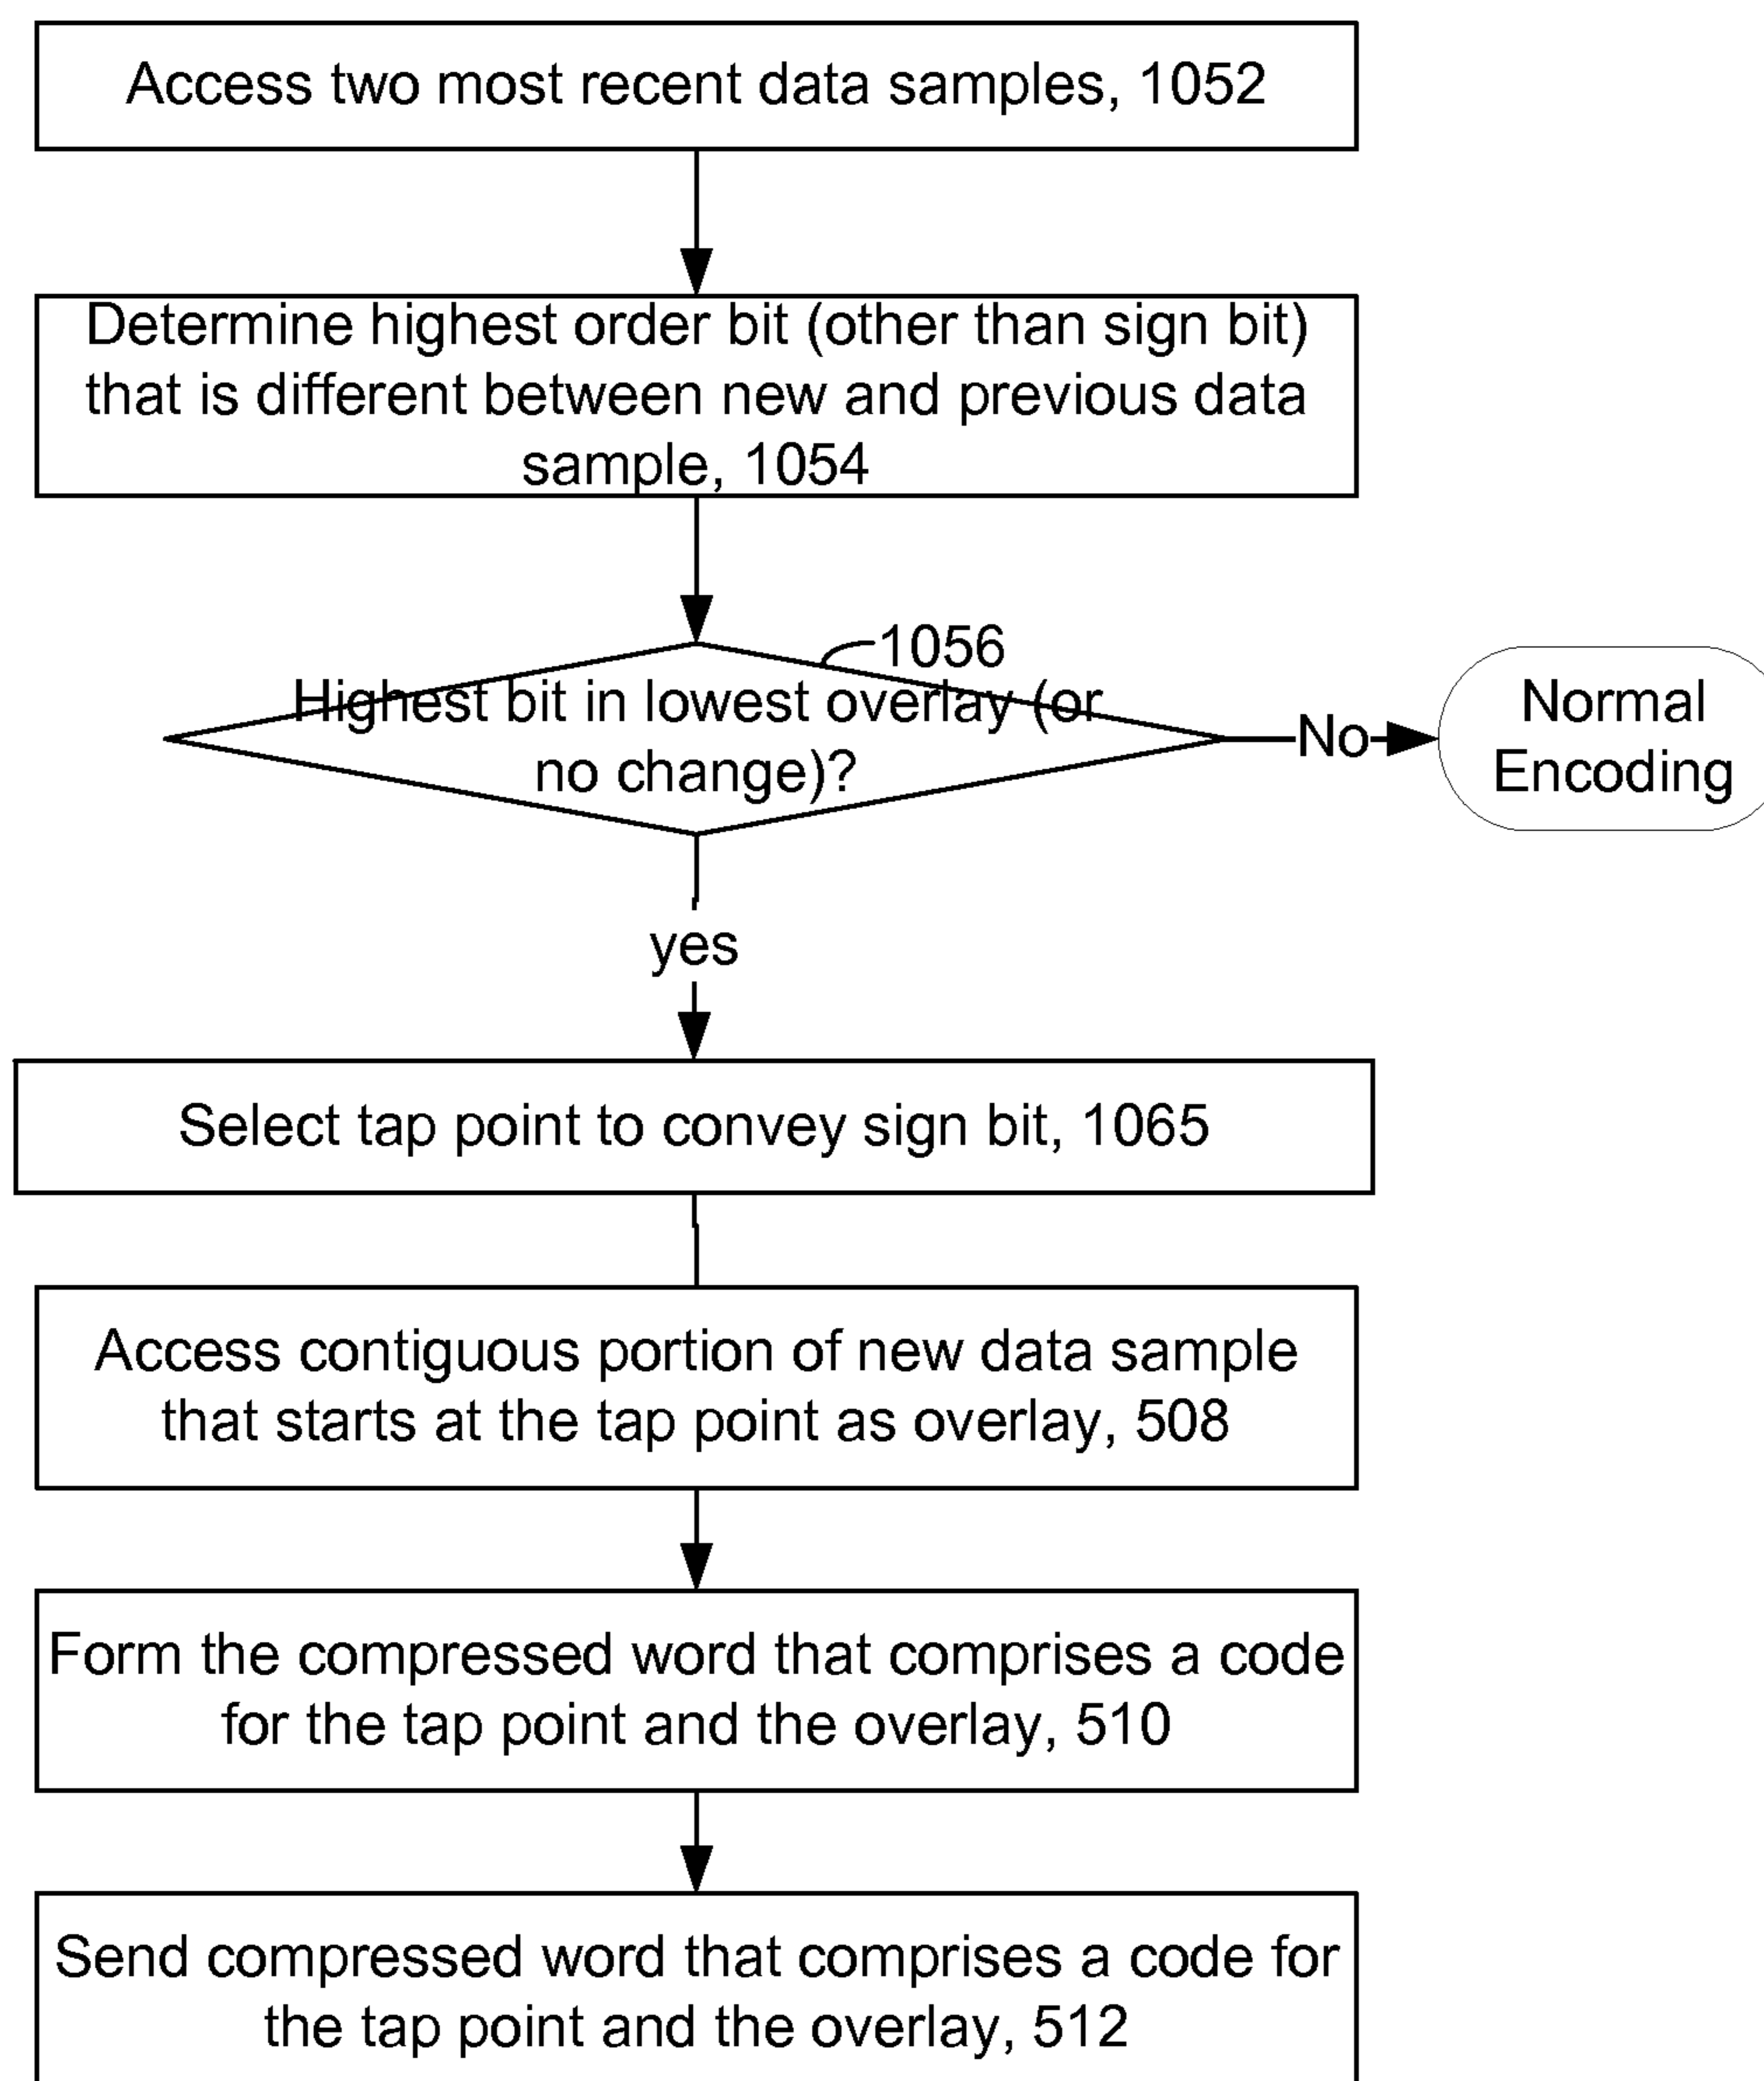 Access two most recent data samples, 1052
Determine highest order bit (other than sign bit)
that is different between new and previous data
sample, 1054
1056
Highest bit in lowest overlay (or
no change)?
No
Normal
Encoding
yes
Select tap point to convey sign bit, 1065
Access contiguous portion of new data sample
that starts at the tap point as overlay, 508
Form the compressed word that comprises a code
for the tap point and the overlay, 510
Send compressed word that comprises a code for
the tap point and the overlay, 512